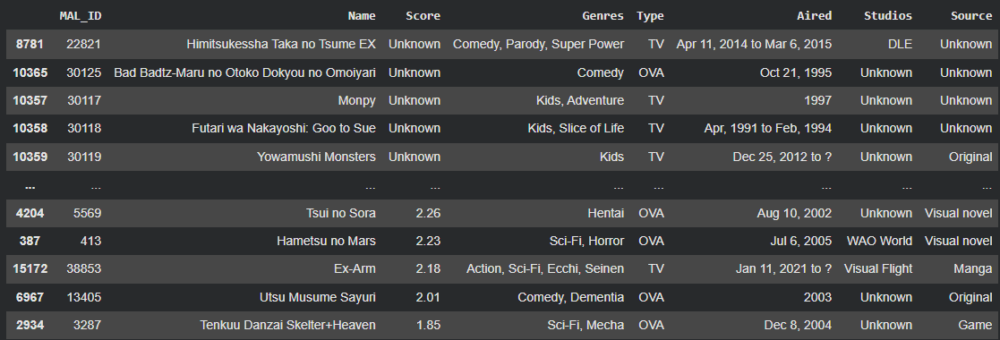 MAL_ID Name Score Genres Type Aired Studios Source
8781 22821 Himitsukessha Taka no Tsume EX Unknown Comedy, Parody, Super Power TV Apr 11, 2014 to Mar 6, 2015 DLE Unknown
10365 30125 Bad Badtz-Maru no Otoko Dokyou no Omoiyari Unknown Comedy OVA Oct 21, 1995 Unknown Unknown
10357 30117 Monpy Unknown Kids, Adventure TV 1997 Unknown Unknown
10358 30118 Futari wa Nakayoshi: Goo to Sue Unknown Kids, Slice of Life TV Apr, 1991 to Feb, 1994 Unknown Unknown
10359 30119 Yowamushi Monsters Unknown Kids TV Dec 25, 2012 to ? Unknown Original
... ... ... ... ... ... ... ... ...
4204 5569 Tsui no Sora 2.26 Hentai OVA Aug 10, 2002 Unknown Visual novel
387 413 Hametsu no Mars 2.23 Sci-Fi, Horror OVA Jul 6, 2005 WAO World Visual novel
15172 38853 Ex-Arm 2.18 Action, Sci-Fi, Ecchi, Seinen TV Jan 11, 2021 to ? Visual Flight Manga
6967 13405 Utsu Musume Sayuri 2.01 Comedy, Dementia OVA 2003 Unknown Original
2934 3287 Tenkuu Danzai Skelter+Heaven 1.85 Sci-Fi, Mecha OVA Dec 8, 2004 Unknown Game